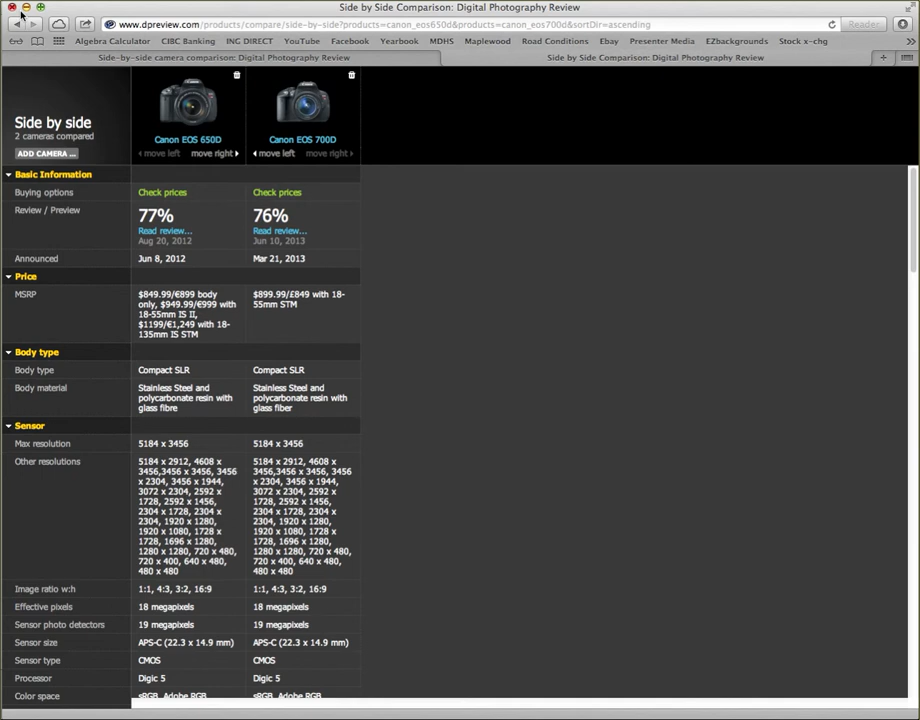 Side by Side Comparison: Digital Photography Review
www.dpreview.com/products/compare/side-by-side?products=canon_eos650d&products=canon_eos700d&sortDir=ascending
Reader
Algebra Calculator CIBC Banking ING DIRECT YouTube Facebook Yearbook MDHS Maplewood Road Conditions Ebay Presenter Media EZbackgrounds Stock x-chg
Side-by-side camera comparison: Digital Photography Review Side by Side Comparison: Digital Photography Review
Side by side
2 cameras compared
ADD CAMERA ...
Canon EOS 650D Canon EOS 700D
move left move right move left move right
Basic Information
Buying options Check prices Check prices
Review / Preview 77% 76%
Read review... Read review...
Aug 20, 2012 Jun 10, 2013
Announced Jun 8, 2012 Mar 21, 2013
Price
MSRP $849.99/€899 body $899.99/£849 with 18-
only, $949.99/€999 with 55mm STM
18-55mm IS II,
$1199/€1,249 with 18-
135mm IS STM
Body type
Body type Compact SLR Compact SLR
Body material Stainless Steel and Stainless Steel and
polycarbonate resin with polycarbonate resin with
glass fibre glass fiber
Sensor
Max resolution 5184 x 3456 5184 x 3456
Other resolutions 5184 x 2912, 4608 x 5184 x 2912, 4608 x
3456,3456 x 3456, 3456 3456,3456 x 3456, 3456
x 2304, 3456 x 1944, x 2304, 3456 x 1944,
3072 x 2304, 2592 x 3072 x 2304, 2592 x
1728, 2592 x 1456, 1728, 2592 x 1456,
2304 x 1728, 2304 x 2304 x 1728, 2304 x
2304, 1920 x 1280, 2304, 1920 x 1280,
1920 x 1080, 1728 x 1920 x 1080, 1728 x
1728, 1696 x 1280, 1728, 1696 x 1280,
1280 x 1280, 720 x 480, 1280 x 1280, 720 x 480,
720 x 400, 640 x 480, 720 x 400, 640 x 480,
480 x 480 480 x 480
Image ratio w:h 1:1, 4:3, 3:2, 16:9 1:1, 4:3, 3:2, 16:9
Effective pixels 18 megapixels 18 megapixels
Sensor photo detectors 19 megapixels 19 megapixels
Sensor size APS-C (22.3 x 14.9 mm) APS-C (22.3 x 14.9 mm)
Sensor type CMOS CMOS
Processor Digic 5 Digic 5
Color space sRGB, Adobe RGB sRGB, Adobe RGB